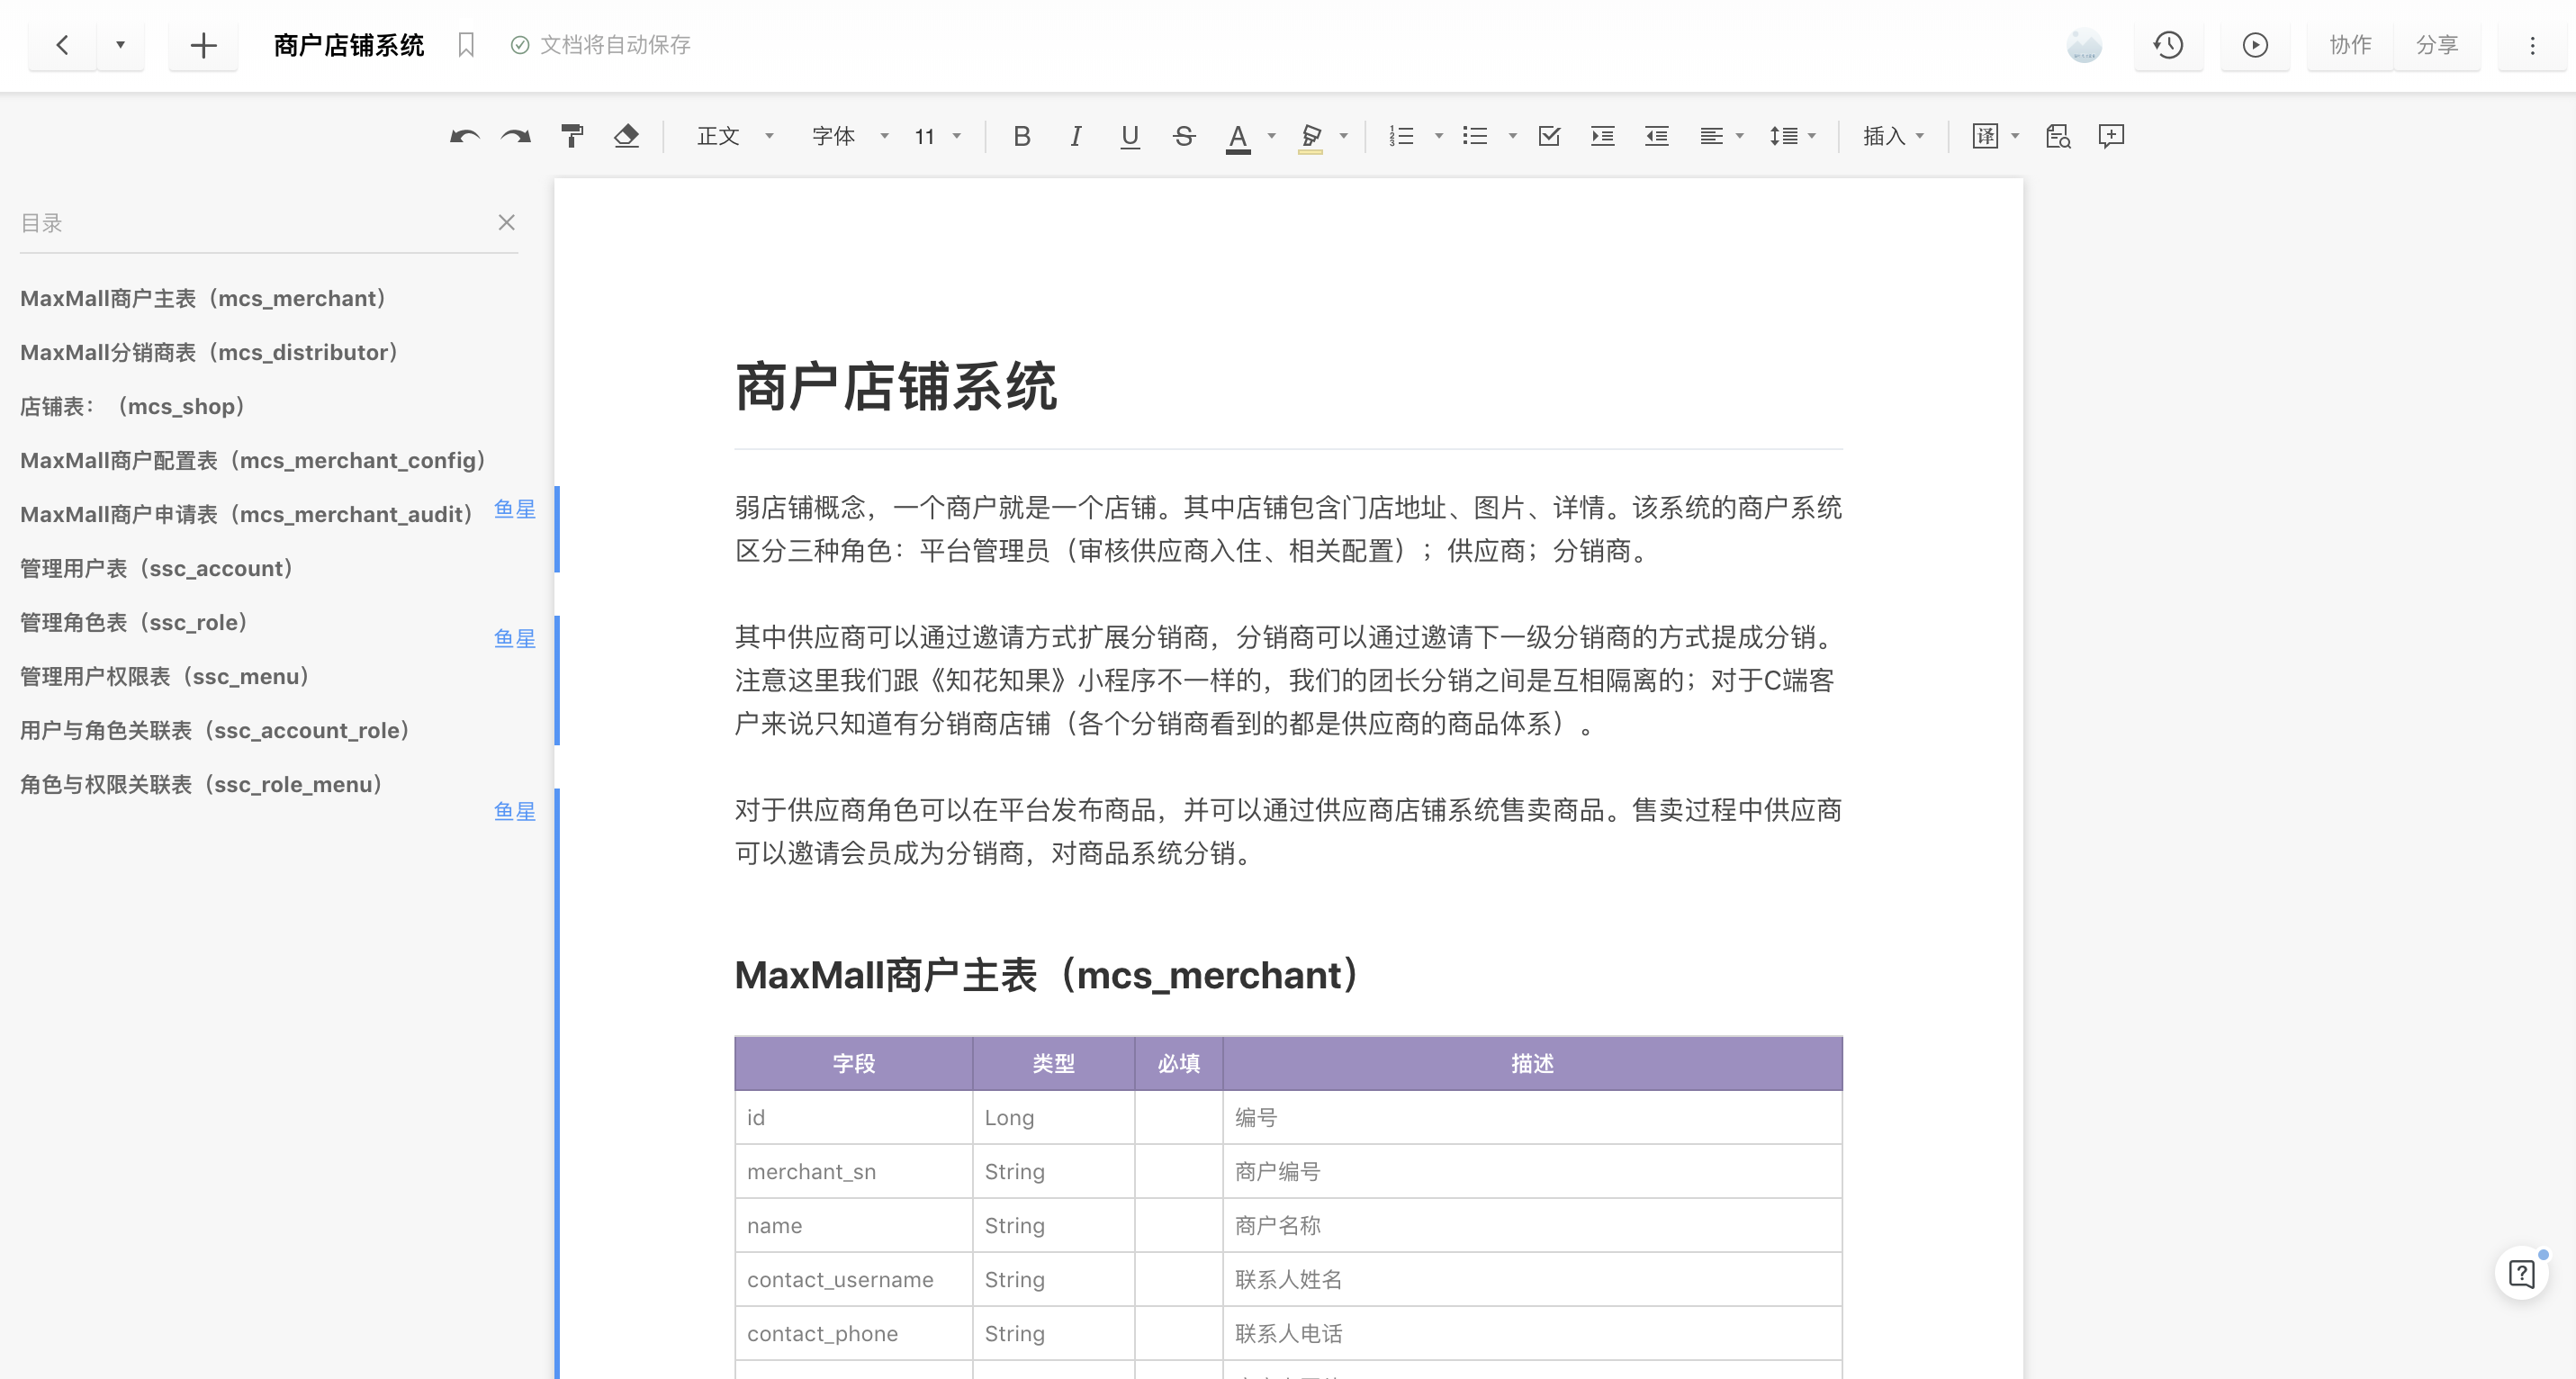 商户店铺系统
文档将自动保存
协作
分享
正文
字体
11
B
I
U
S
A
插入
译
目录
MaxMall商户主表（mcs_merchant）
MaxMall分销商表（mcs_distributor）
店铺表：（mcs_shop）
MaxMall商户配置表（mcs_merchant_config）
MaxMall商户申请表（mcs_merchant_audit）
管理用户表（ssc_account）
管理角色表（ssc_role）
管理用户权限表（ssc_menu）
用户与角色关联表（ssc_account_role）
角色与权限关联表（ssc_role_menu）
鱼星
鱼星
鱼星
商户店铺系统
弱店铺概念，一个商户就是一个店铺。其中店铺包含门店地址、图片、详情。该系统的商户系统
区分三种角色：平台管理员（审核供应商入住、相关配置）；供应商；分销商。
其中供应商可以通过邀请方式扩展分销商，分销商可以通过邀请下一级分销商的方式提成分销。
注意这里我们跟《知花知果》小程序不一样的，我们的团长分销之间是互相隔离的；对于C端客
户来说只知道有分销商店铺（各个分销商看到的都是供应商的商品体系）。
对于供应商角色可以在平台发布商品，并可以通过供应商店铺系统售卖商品。售卖过程中供应商
可以邀请会员成为分销商，对商品系统分销。
MaxMall商户主表（mcs_merchant）
字段 类型 必填 描述
id Long 编号
merchant_sn String 商户编号
name String 商户名称
contact_username String 联系人姓名
contact_phone String 联系人电话